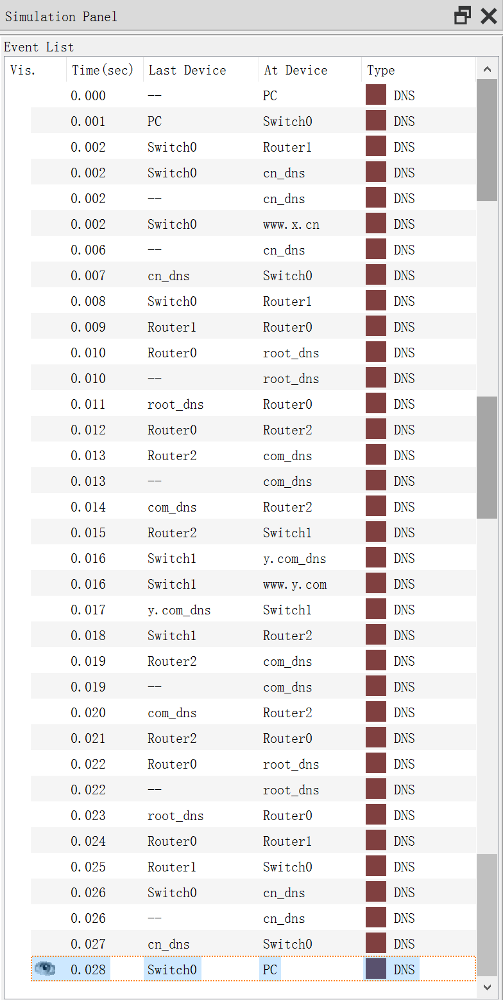 Simulation Panel
Event List
Vis. Time(sec) Last Device At Device Type
0.000 -- PC DNS
0.001 PC Switch0 DNS
0.002 Switch0 Router1 DNS
0.002 Switch0 cn_dns DNS
0.002 -- cn_dns DNS
0.002 Switch0 www.x.cn DNS
0.006 -- cn_dns DNS
0.007 cn_dns Switch0 DNS
0.008 Switch0 Router1 DNS
0.009 Router1 Router0 DNS
0.010 Router0 root_dns DNS
0.010 -- root_dns DNS
0.011 root_dns Router0 DNS
0.012 Router0 Router2 DNS
0.013 Router2 com_dns DNS
0.013 -- com_dns DNS
0.014 com_dns Router2 DNS
0.015 Router2 Switch1 DNS
0.016 Switch1 y.com_dns DNS
0.016 Switch1 www.y.com DNS
0.017 y.com_dns Switch1 DNS
0.018 Switch1 Router2 DNS
0.019 Router2 com_dns DNS
0.019 -- com_dns DNS
0.020 com_dns Router2 DNS
0.021 Router2 Router0 DNS
0.022 Router0 root_dns DNS
0.022 -- root_dns DNS
0.023 root_dns Router0 DNS
0.024 Router0 Router1 DNS
0.025 Router1 Switch0 DNS
0.026 Switch0 cn_dns DNS
0.026 -- cn_dns DNS
0.027 cn_dns Switch0 DNS
0.028 Switch0 PC DNS